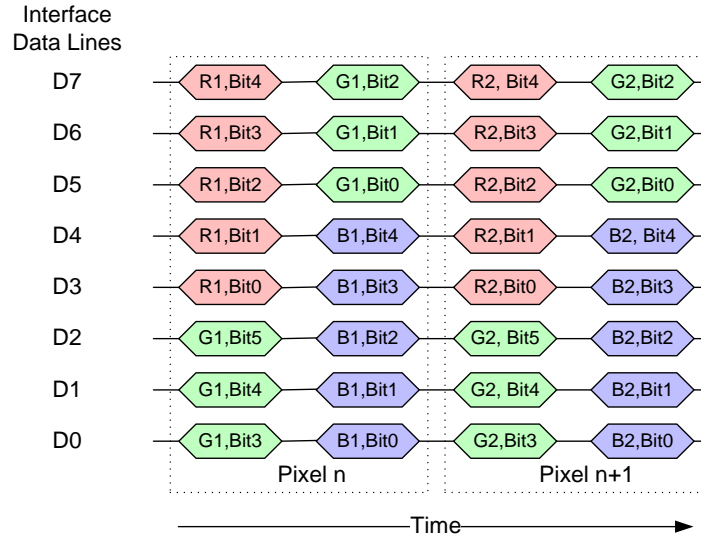 Interface
Data Lines
D7 R1,Bit4 G1,Bit2 R2, Bit4 G2,Bit2
D6 R1,Bit3 G1,Bit1 R2,Bit3 G2,Bit1
D5 R1,Bit2 G1,Bit0 R2,Bit2 G2,Bit0
D4 R1,Bit1 B1,Bit4 R2,Bit1 B2, Bit4
D3 R1,Bit0 B1,Bit3 R2,Bit0 B2,Bit3
D2 G1,Bit5 B1,Bit2 G2, Bit5 B2,Bit2
D1 G1,Bit4 B1,Bit1 G2, Bit4 B2,Bit1
D0 G1,Bit3 B1,Bit0 G2,Bit3 B2,Bit0
Pixel n Pixel n+1
Time